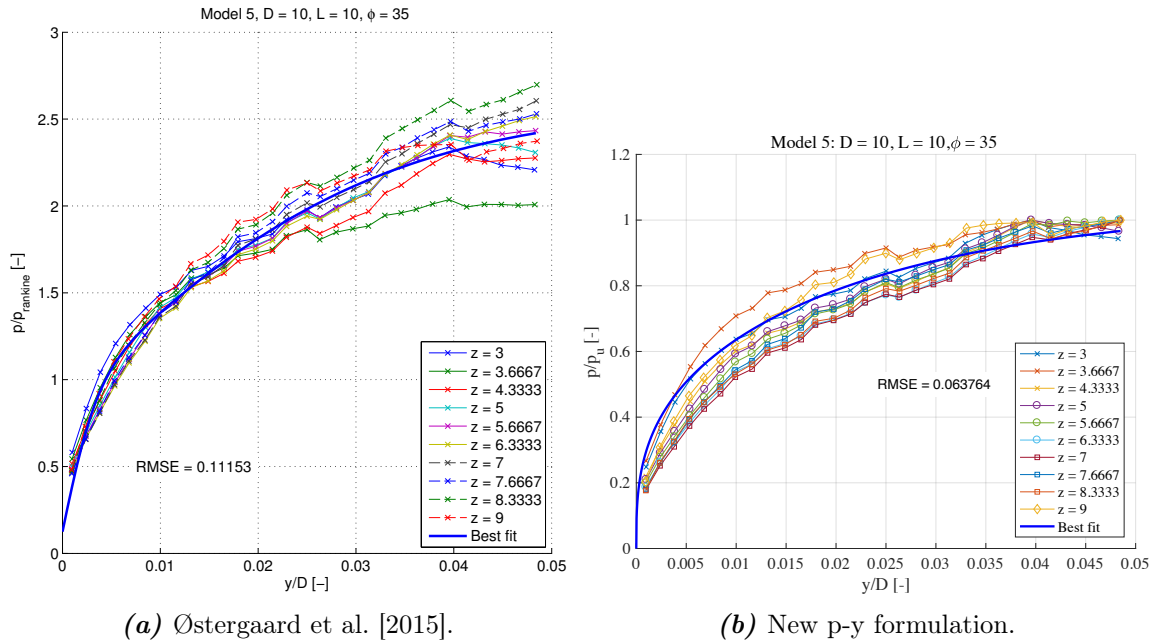 Model 5, D = 10, L = 10, ϕ = 35
3
2.5
2
1.5
1
0.5
0
p/p_rankine [−]
RMSE = 0.11153
z = 3
z = 3.6667
z = 4.3333
z = 5
z = 5.6667
z = 6.3333
z = 7
z = 7.6667
z = 8.3333
z = 9
Best fit
0 0.01 0.02 0.03 0.04 0.05
y/D [−]
(a) Østergaard et al. [2015].
Model 5: D = 10, L = 10,ϕ = 35
1.2
1
0.8
0.6
0.4
0.2
0
p/p_u [-]
RMSE = 0.063764
z = 3
z = 3.6667
z = 4.3333
z = 5
z = 5.6667
z = 6.3333
z = 7
z = 7.6667
z = 8.3333
z = 9
Best fit
0 0.005 0.01 0.015 0.02 0.025 0.03 0.035 0.04 0.045 0.05
y/D [-]
(b) New p-y formulation.